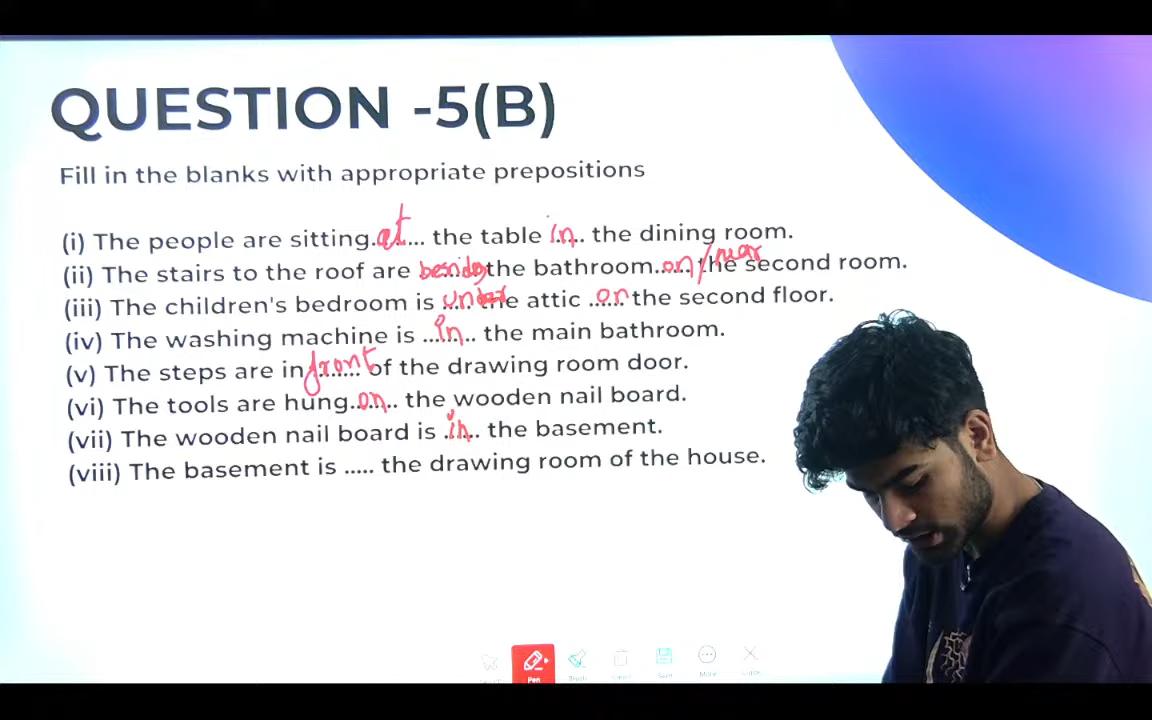 QUESTION -5(B)
Fill in the blanks with appropriate prepositions
(i) The people are sitting at the table in the dining room.
(ii) The stairs to the roof are besides the bathroom on/near the second room.
(iii) The children's bedroom is under the attic on the second floor.
(iv) The washing machine is in the main bathroom.
(v) The steps are in front of the drawing room door.
(vi) The tools are hung on the wooden nail board.
(vii) The wooden nail board is in the basement.
(viii) The basement is ..... the drawing room of the house.
Pen More